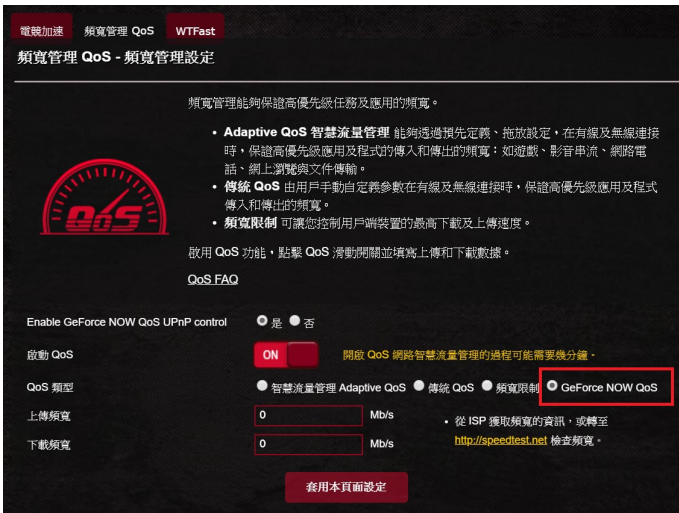 電競加速 頻寬管理 QoS WTFast
頻寬管理 QoS - 頻寬管理設定
頻寬管理能夠保證高優先級任務及應用的頻寬。
• Adaptive QoS 智慧流量管理 能夠透過預先定義、拖放設定，在有線及無線連接
時，保證高優先級應用及程式的傳入和傳出的頻寬：如遊戲、影音串流、網路電
話、網上瀏覽與文件傳輸。
• 傳統 QoS 由用戶手動自定義參數在有線及無線連接時，保證高優先級應用及程式
傳入和傳出的頻寬。
• 頻寬限制 可讓您控制用戶端裝置的最高下載及上傳速度。
QoS
啟用 QoS 功能，點擊 QoS 滑動開關並填寫上傳和下載數據。
QoS FAQ
Enable GeForce NOW QoS UPnP control 是 否
啟動 QoS ON 開啟 QoS 網路智慧流量管理的過程可能需要幾分鐘。
QoS 類型 智慧流量管理 Adaptive QoS 傳統 QoS 頻寬限制 GeForce NOW QoS
上傳頻寬 0 Mb/s • 從 ISP 獲取頻寬的資訊，或轉至
下載頻寬 0 Mb/s http://speedtest.net 檢查頻寬。
套用本頁面設定